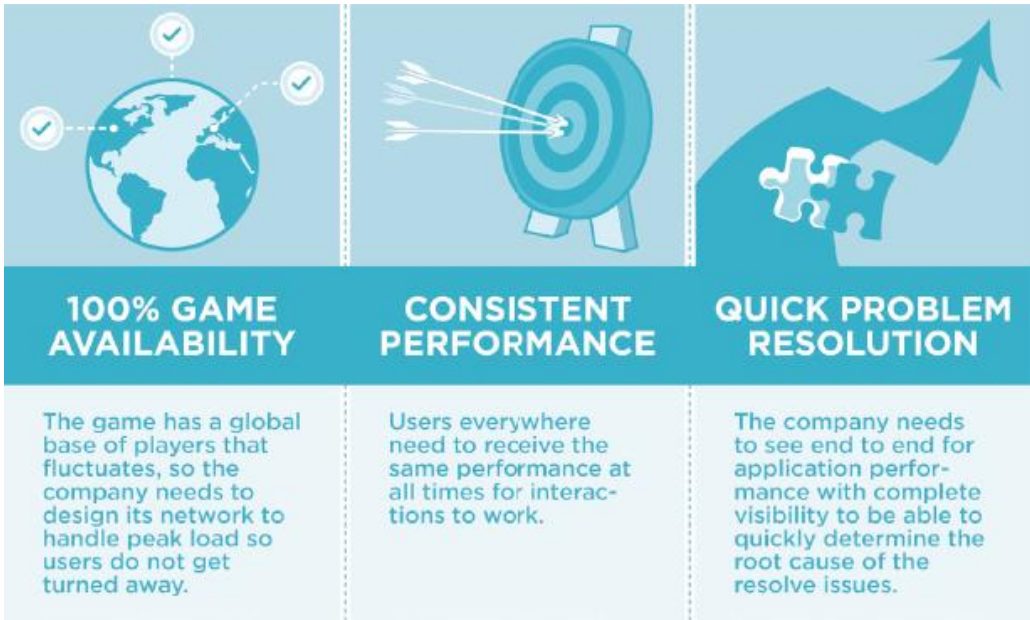 100% GAME
AVAILABILITY
The game has a global
base of players that
fluctuates, so the
company needs to
design its network to
handle peak load so
users do not get
turned away.
CONSISTENT
PERFORMANCE
Users everywhere
need to receive the
same performance at
all times for interac-
tions to work.
QUICK PROBLEM
RESOLUTION
The company needs
to see end to end for
application perfor-
mance with complete
visibility to be able to
quickly determine the
root cause of the
resolve issues.